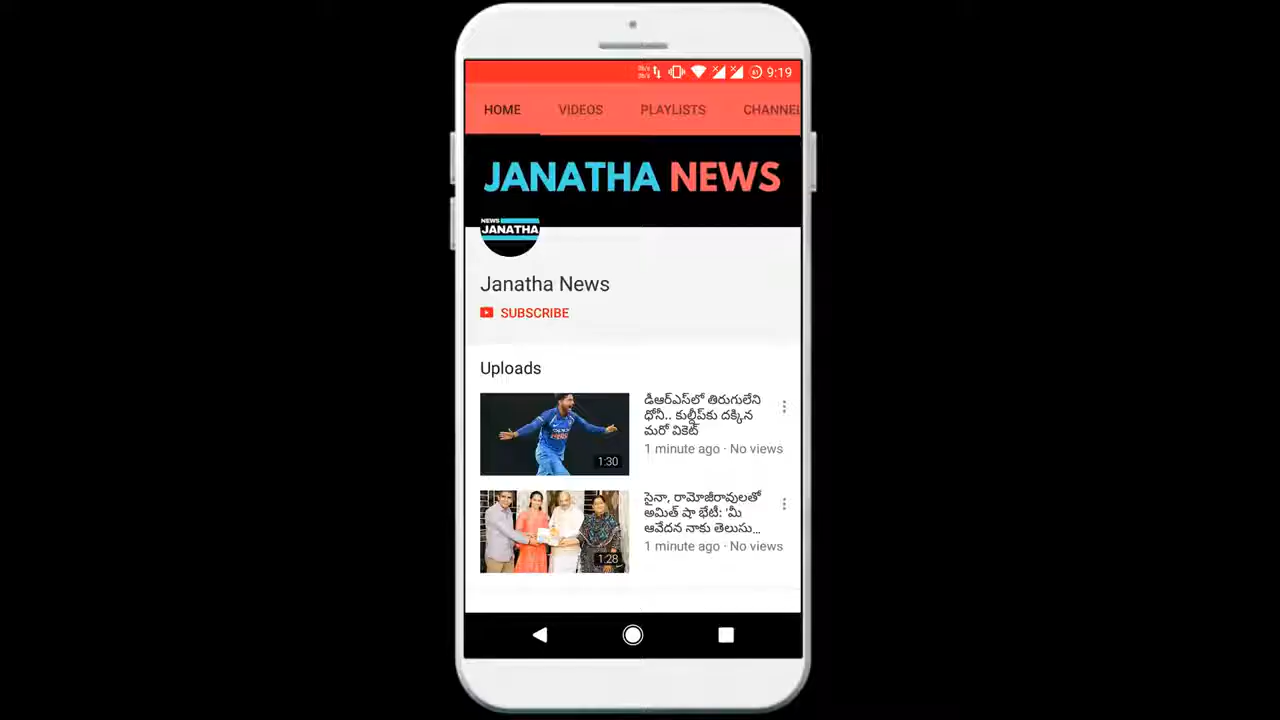 9:19
HOME VIDEOS PLAYLISTS CHANNEL
JANATHA NEWS
NEWS
JANATHA
Janatha News
SUBSCRIBE
Uploads
డీఆర్ఎస్‌లో తిరుగులేని
ధోనీ.. కుల్దీప్‌కు దక్కిన
మరో వికెట్
1 minute ago · No views
1:30
సైనా, రామోజీరావులతో
అమిత్ షా భేటీ: 'మీ
ఆవేదన నాకు తెలుసు...
1 minute ago · No views
1:28